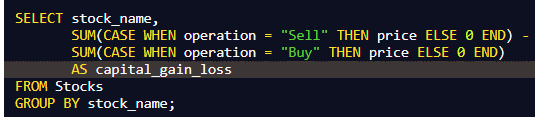 SELECT stock_name,
       SUM(CASE WHEN operation = "Sell" THEN price ELSE 0 END) -
       SUM(CASE WHEN operation = "Buy" THEN price ELSE 0 END)
       AS capital_gain_loss
FROM Stocks
GROUP BY stock_name;